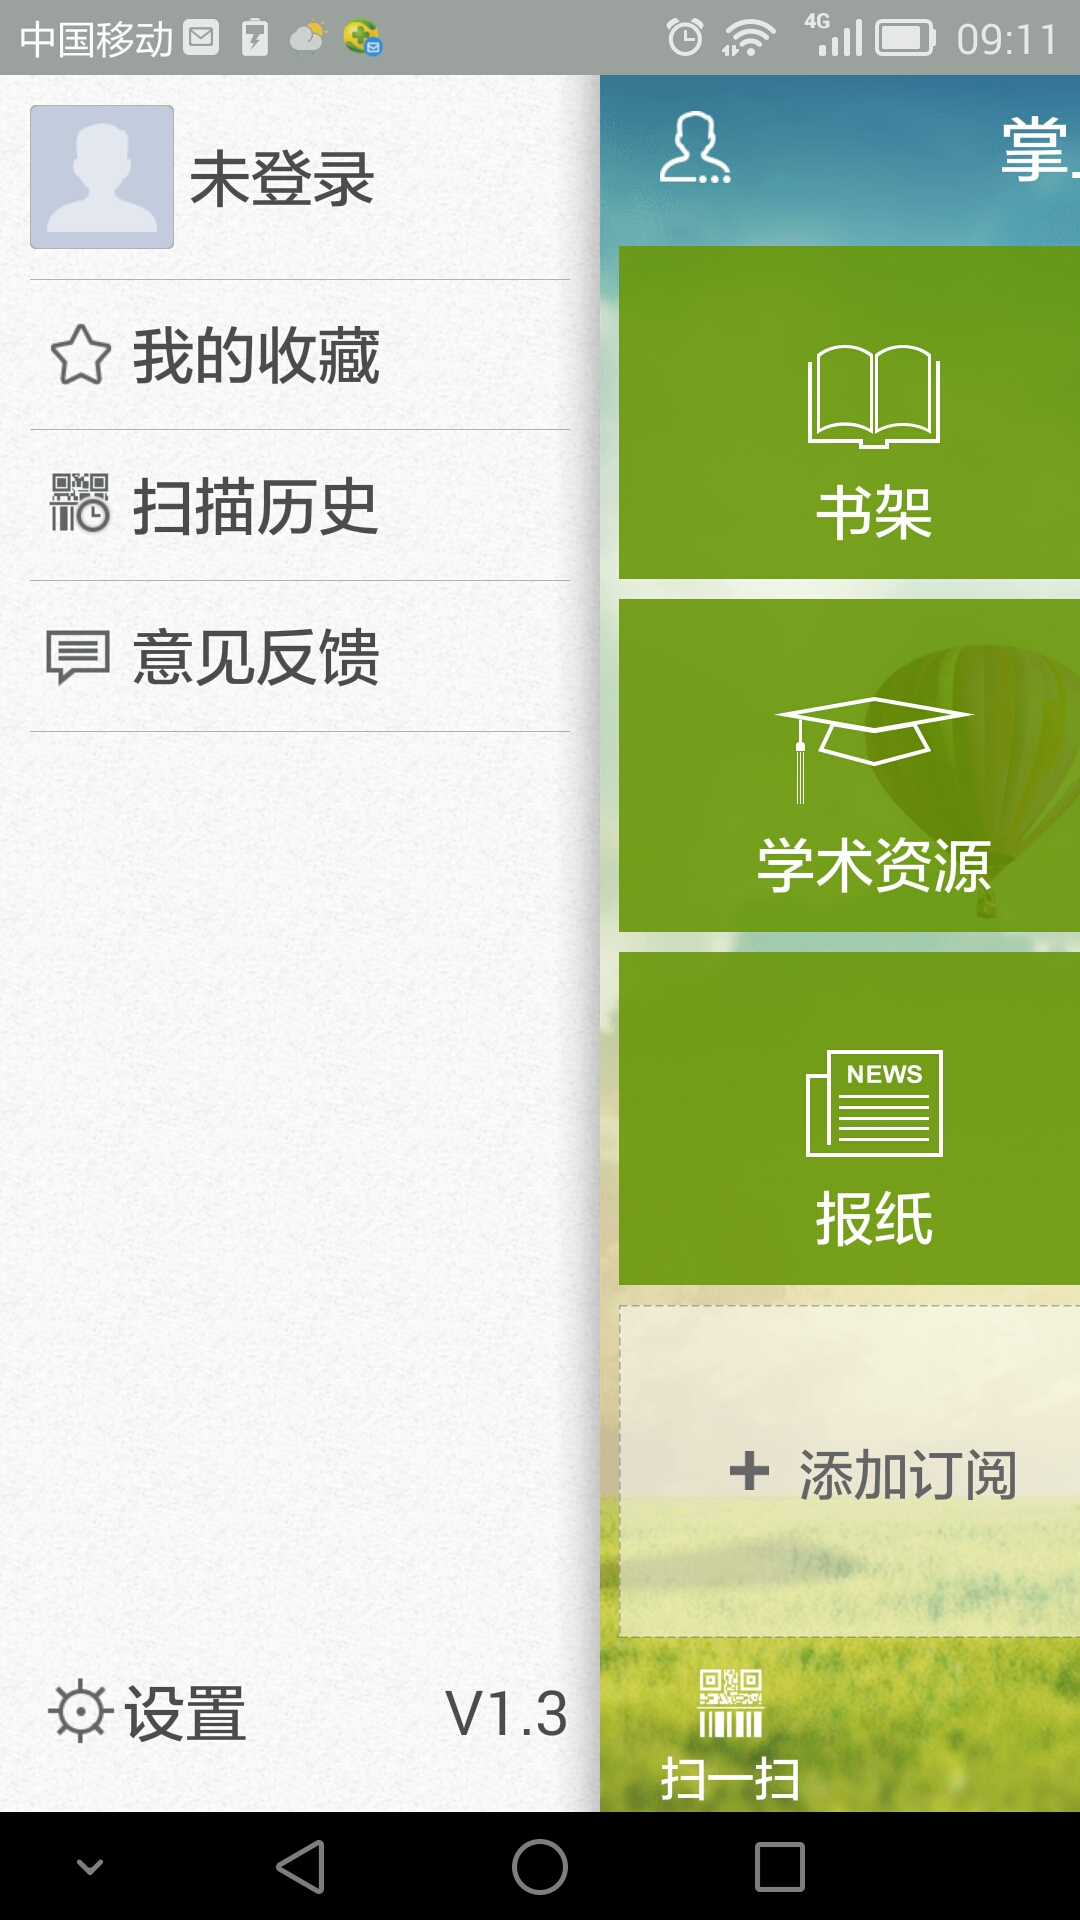 中国移动
4G
09:11
未登录
我的收藏
扫描历史
意见反馈
设置
V1.3
掌
书架
学术资源
NEWS
报纸
添加订阅
扫一扫